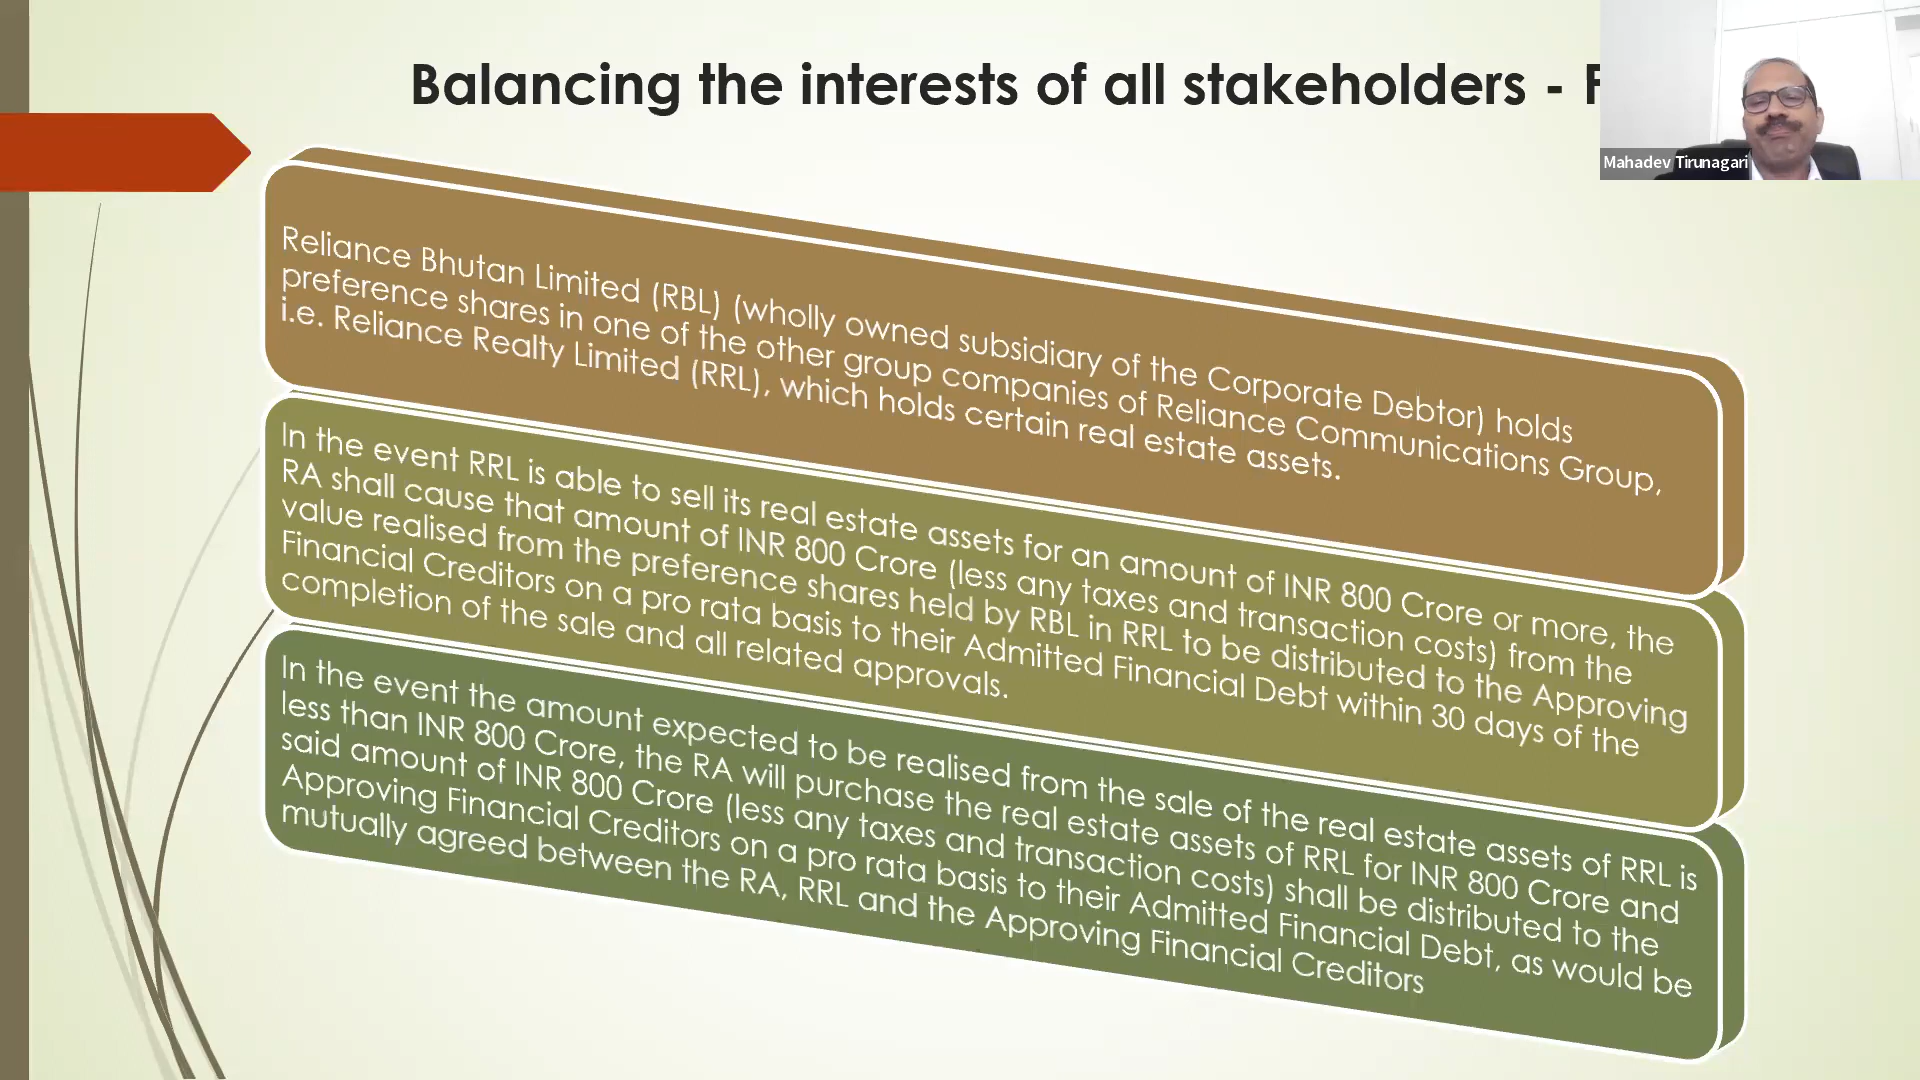 Balancing the interests of all stakeholders -
Mahadev Tirunagari
Reliance Bhutan Limited (RBL) (wholly owned subsidiary of the Corporate Debtor) holds
preference shares in one of the other group companies of Reliance Communications Group,
i.e. Reliance Realty Limited (RRL), which holds certain real estate assets.
In the event RRL is able to sell its real estate assets for an amount of INR 800 Crore or more, the
RA shall cause that amount of INR 800 Crore (less any taxes and transaction costs) from the
value realised from the preference shares held by RBL in RRL to be distributed to the Approving
Financial Creditors on a pro rata basis to their Admitted Financial Debt within 30 days of the
completion of the sale and all related approvals.
In the event the amount expected to be realised from the sale of the real estate assets of RRL is
less than INR 800 Crore, the RA will purchase the real estate assets of RRL for INR 800 Crore and
said amount of INR 800 Crore (less any taxes and transaction costs) shall be distributed to the
Approving Financial Creditors on a pro rata basis to their Admitted Financial Debt, as would be
mutually agreed between the RA, RRL and the Approving Financial Creditors